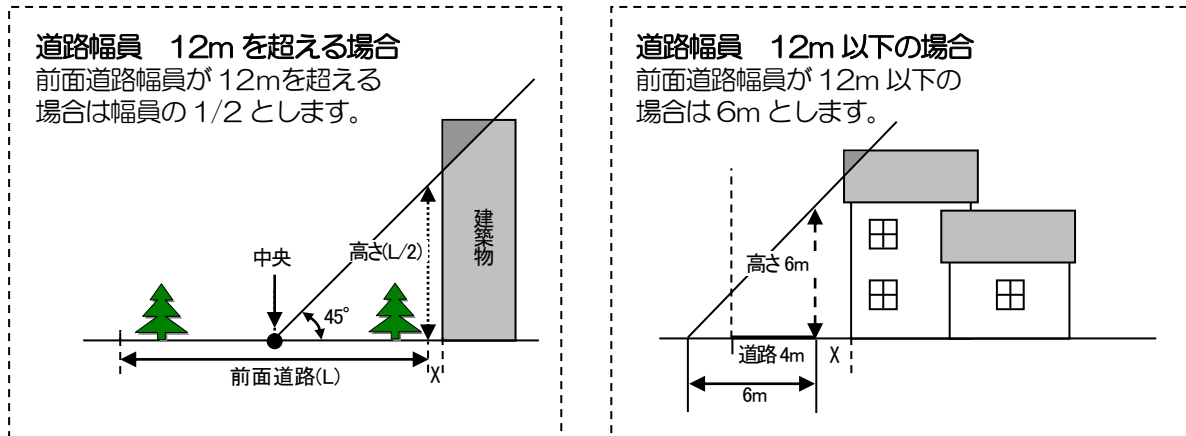 道路幅員　12m を超える場合
前面道路幅員が 12mを超える
場合は幅員の 1/2 とします。
建築物
高さ(L/2)
中央
45°
前面道路(L)
X
道路幅員　12m 以下の場合
前面道路幅員が 12m 以下の
場合は 6m とします。
高さ 6m
道路 4m
X
6m